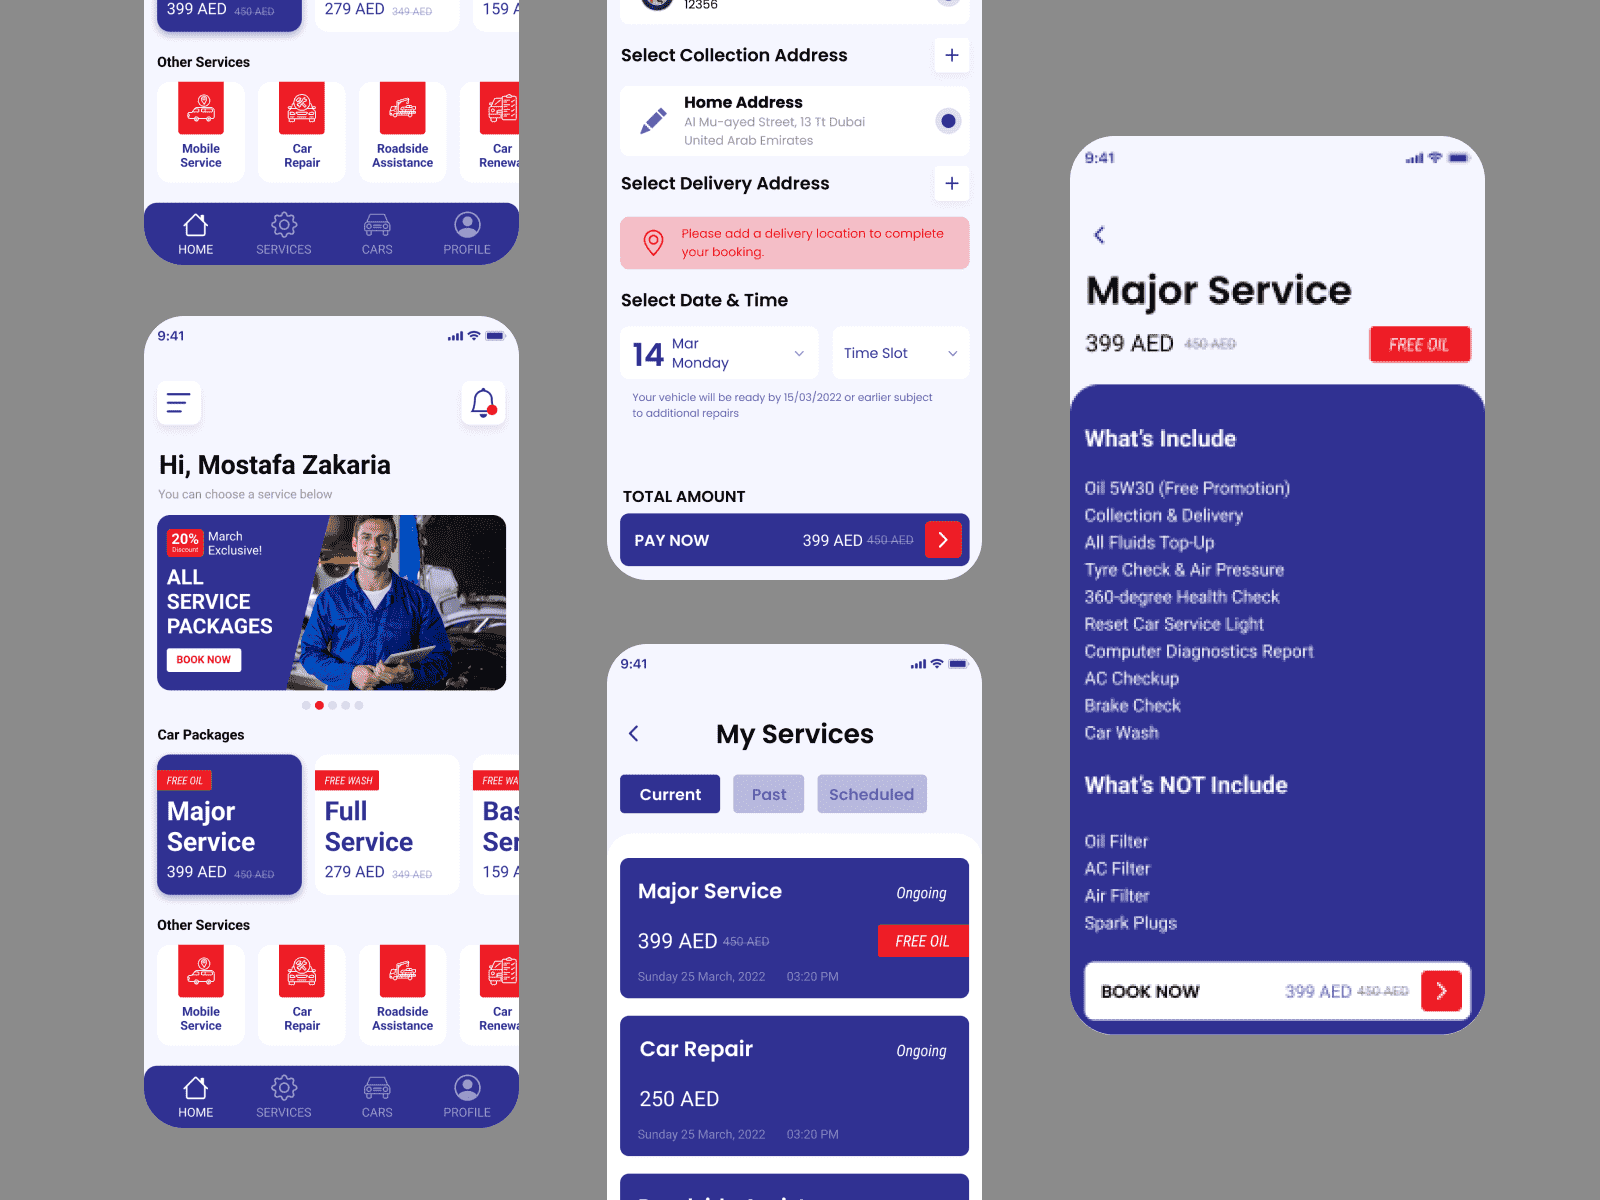 399 AED 450 AED
279 AED 349 AED
159 A
Other Services
Mobile
Service
Car
Repair
Roadside
Assistance
Car
Renewa
HOME
SERVICES
CARS
PROFILE
9:41
Hi, Mostafa Zakaria
You can choose a service below
20%
Discount
March
Exclusive!
ALL
SERVICE
PACKAGES
BOOK NOW
Car Packages
FREE OIL
Major
Service
399 AED 450 AED
FREE WASH
Full
Service
279 AED 349 AED
FREE WA
Bas
Ser
159 A
Other Services
Mobile
Service
Car
Repair
Roadside
Assistance
Car
Renewa
HOME
SERVICES
CARS
PROFILE
12356
Select Collection Address
Home Address
Al Mu-ayed Street, 13 Tt Dubai
United Arab Emirates
Select Delivery Address
Please add a delivery location to complete
your booking.
Select Date & Time
14
Mar
Monday
Time Slot
Your vehicle will be ready by 15/03/2022 or earlier subject
to additional repairs
TOTAL AMOUNT
PAY NOW 399 AED 450 AED
9:41
My Services
Current
Past
Scheduled
Major Service
Ongoing
399 AED 450 AED
FREE OIL
Sunday 25 March, 2022 03:20 PM
Car Repair
Ongoing
250 AED
Sunday 25 March, 2022 03:20 PM
9:41
Major Service
399 AED 450 AED
FREE OIL
What's Include
Oil 5W30 (Free Promotion)
Collection & Delivery
All Fluids Top-Up
Tyre Check & Air Pressure
360-degree Health Check
Reset Car Service Light
Computer Diagnostics Report
AC Checkup
Brake Check
Car Wash
What's NOT Include
Oil Filter
AC Filter
Air Filter
Spark Plugs
BOOK NOW 399 AED 450 AED